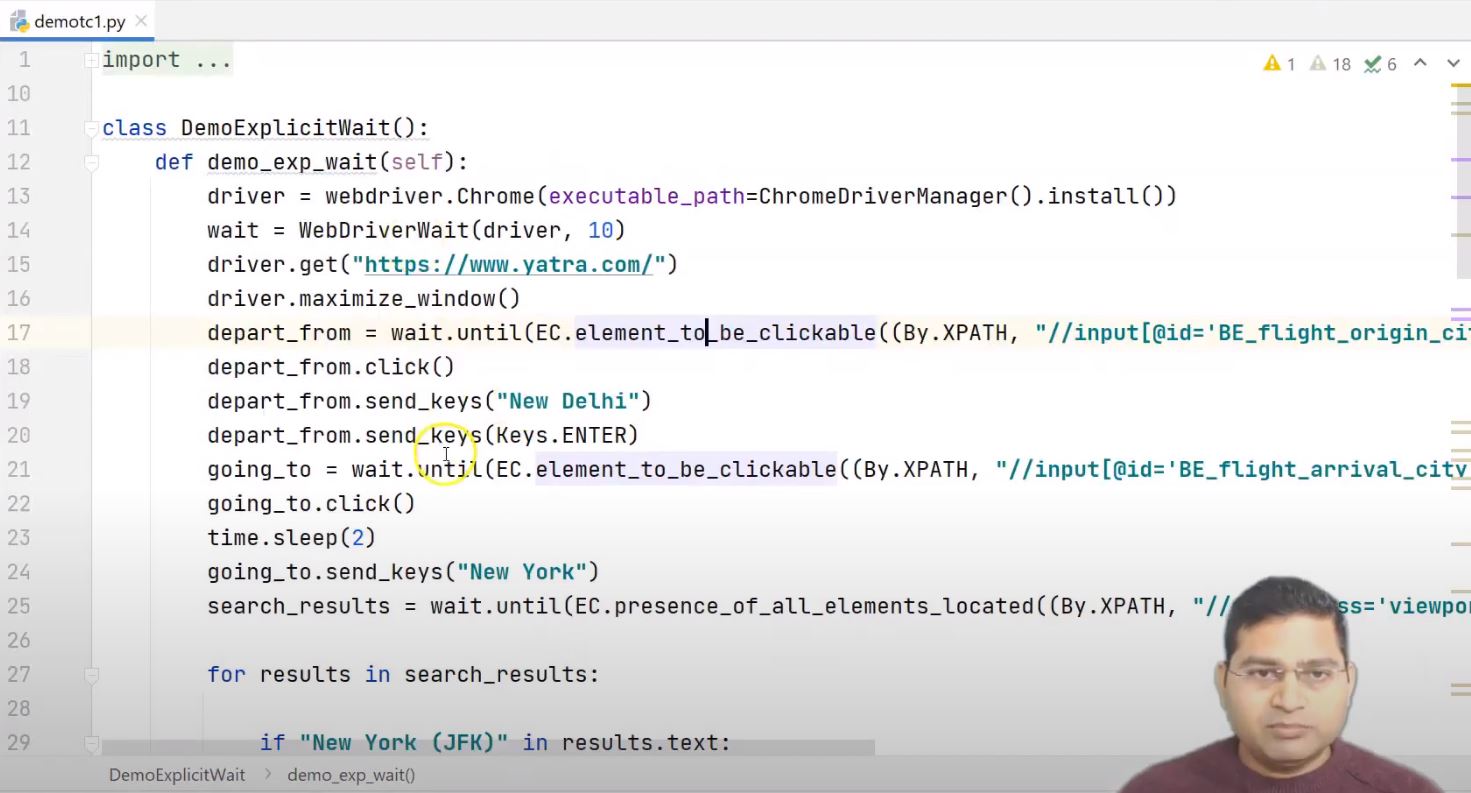 demotc1.py
1 import ...
1 18 6
10
11 class DemoExplicitWait():
12 def demo_exp_wait(self):
13 driver = webdriver.Chrome(executable_path=ChromeDriverManager().install())
14 wait = WebDriverWait(driver, 10)
15 driver.get("https://www.yatra.com/")
16 driver.maximize_window()
17 depart_from = wait.until(EC.element_to_be_clickable((By.XPATH, "//input[@id='BE_flight_origin_ci
18 depart_from.click()
19 depart_from.send_keys("New Delhi")
20 depart_from.send_keys(Keys.ENTER)
21 going_to = wait.until(EC.element_to_be_clickable((By.XPATH, "//input[@id='BE_flight_arrival_city
22 going_to.click()
23 time.sleep(2)
24 going_to.send_keys("New York")
25 search_results = wait.until(EC.presence_of_all_elements_located((By.XPATH, "// ss='viewpo
26
27 for results in search_results:
28
29 if "New York (JFK)" in results.text:
DemoExplicitWait > demo_exp_wait()